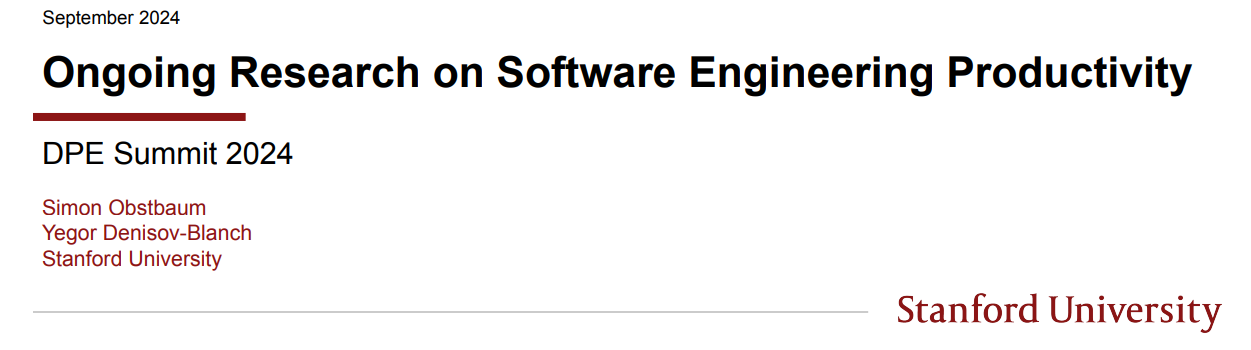 September 2024
Ongoing Research on Software Engineering Productivity
DPE Summit 2024
Simon Obstbaum
Yegor Denisov-Blanch
Stanford University
Stanford University